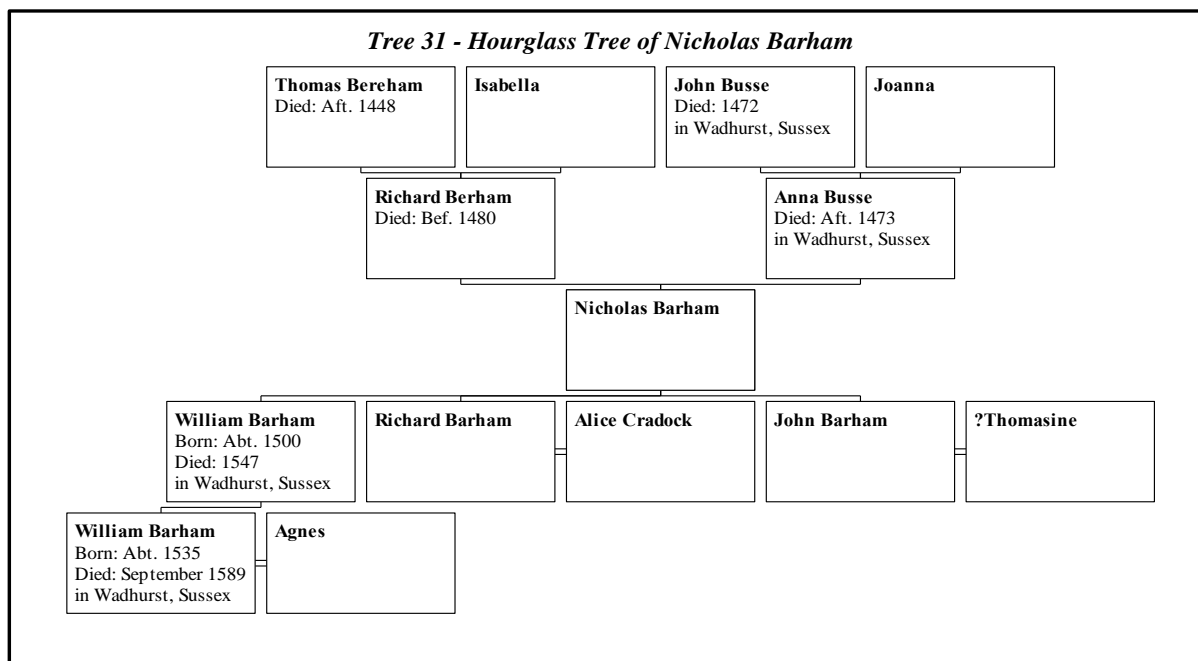 Tree 31 - Hourglass Tree of Nicholas Barham
Thomas Bereham
Died: Aft. 1448
Isabella
John Busse
Died: 1472
in Wadhurst, Sussex
Joanna
Richard Berham
Died: Bef. 1480
Anna Busse
Died: Aft. 1473
in Wadhurst, Sussex
Nicholas Barham
William Barham
Born: Abt. 1500
Died: 1547
in Wadhurst, Sussex
Richard Barham
Alice Cradock
John Barham
?Thomasine
William Barham
Born: Abt. 1535
Died: September 1589
in Wadhurst, Sussex
Agnes